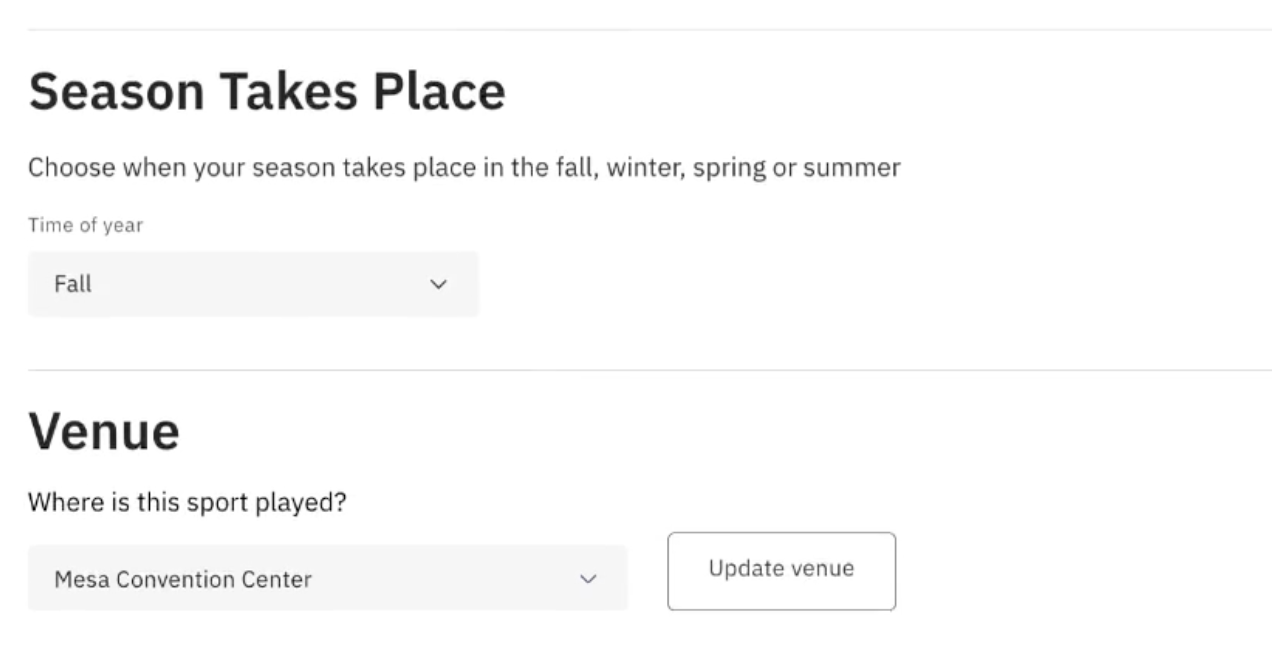 Season Takes Place
Choose when your season takes place in the fall, winter, spring or summer
Time of year
Fall
Venue
Where is this sport played?
Mesa Convention Center
Update venue